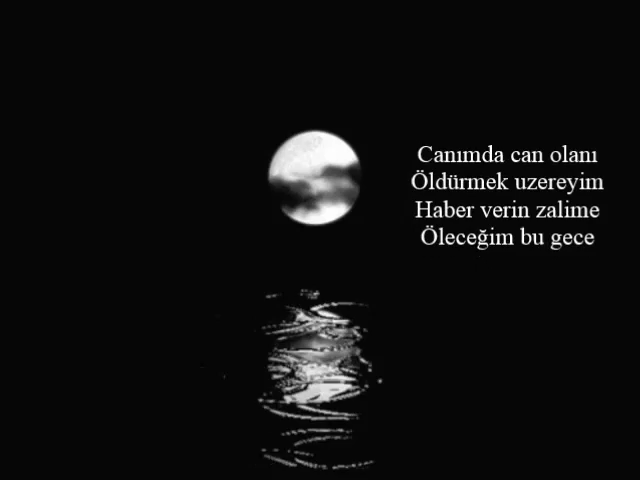 Canımda can olanı
Öldürmek uzereyim
Haber verin zalime
Öleceğim bu gece